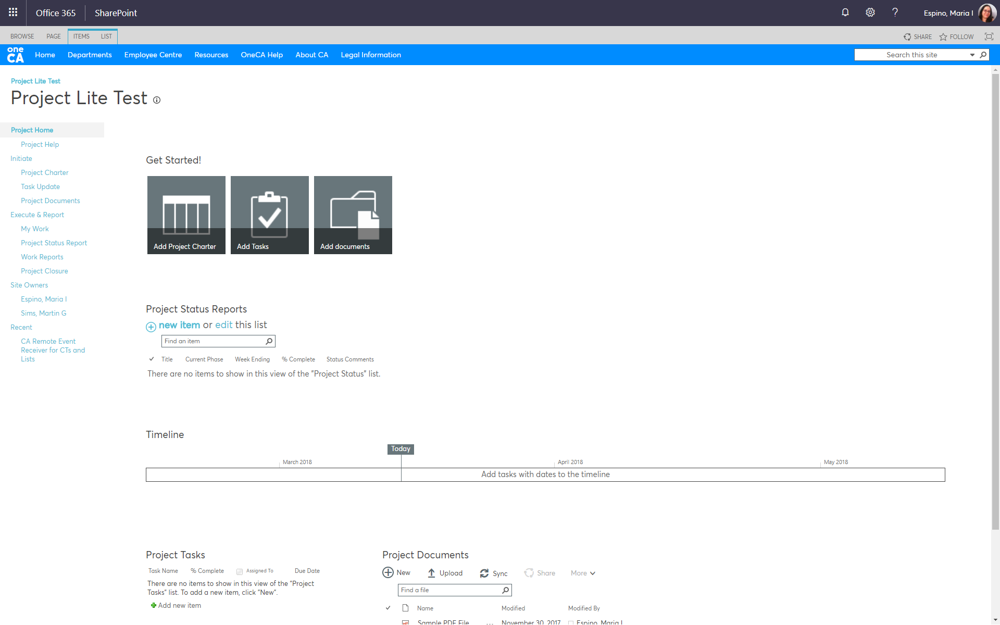 Office 365
SharePoint
Espino, Maria I
BROWSE
PAGE
ITEMS
LIST
SHARE
FOLLOW
one
CA
Home
Departments
Employee Centre
Resources
OneCA Help
About CA
Legal Information
Search this site
Project Lite Test
Project Lite Test
Project Home
Project Help
Initiate
Project Charter
Task Update
Project Documents
Execute & Report
My Work
Project Status Report
Work Reports
Project Closure
Site Owners
Espino, Maria I
Sims, Martin G
Recent
CA Remote Event
Receiver for CTs and
Lists
Get Started!
Add Project Charter
Add Tasks
Add documents
Project Status Reports
new item or edit this list
Find an item
Title
Current Phase
Week Ending
% Complete
Status Comments
There are no items to show in this view of the "Project Status" list.
Timeline
Today
March 2018
April 2018
May 2018
Add tasks with dates to the timeline
Project Tasks
Task Name
% Complete
Assigned To
Due Date
There are no items to show in this view of the "Project
Tasks" list. To add a new item, click "New".
Add new item
Project Documents
New
Upload
Sync
Share
More
Find a file
Name
Modified
Modified By
Sample PDF File
...
November 30, 2017
Espino, Maria I